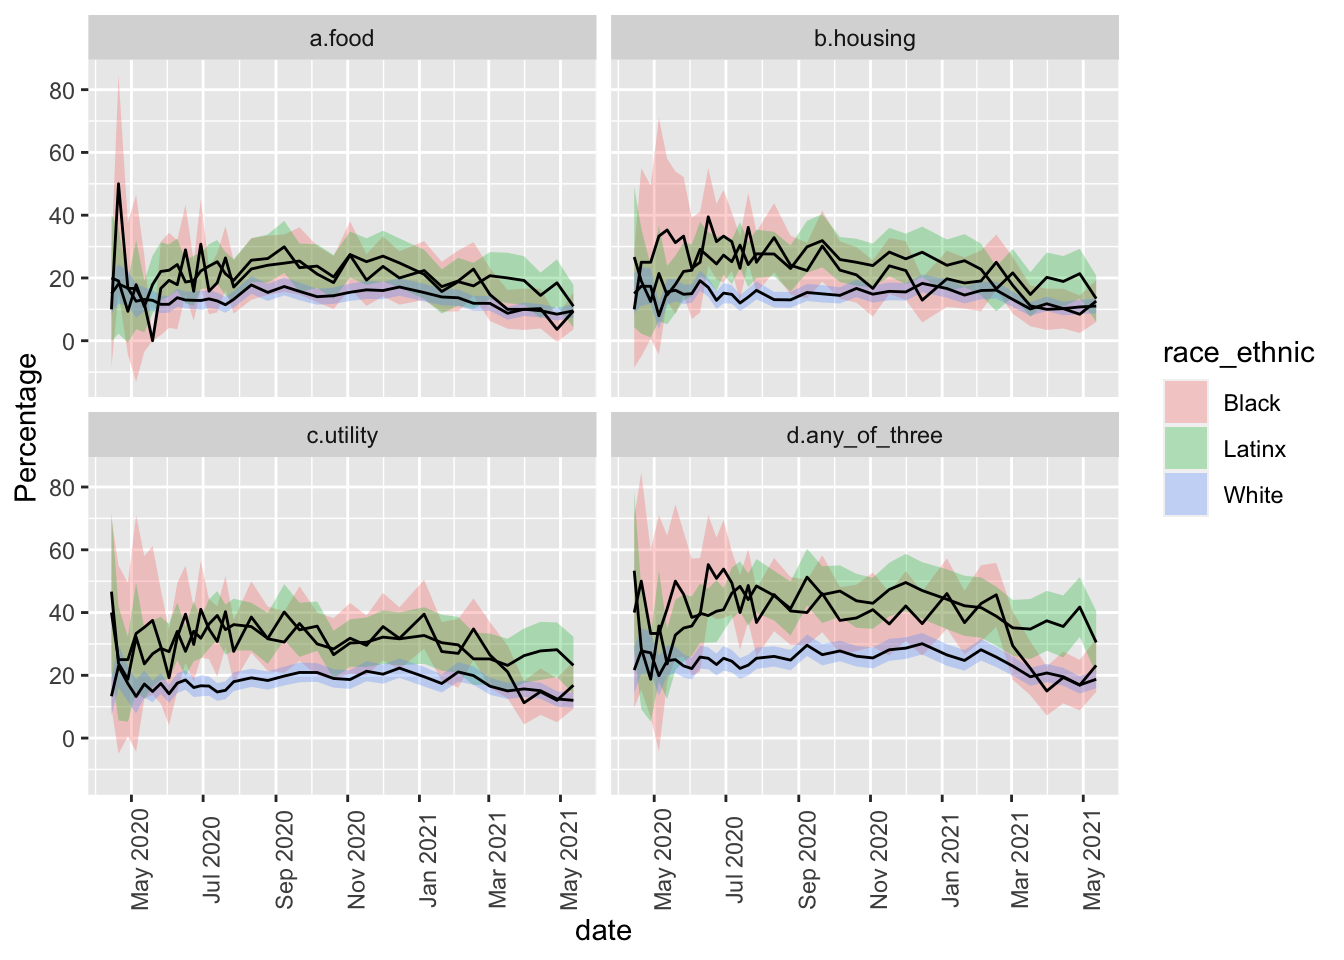 a.food
b.housing
80
60
40
20
0
c.utility
d.any_of_three
80
60
40
20
0
Percentage
May 2020
Jul 2020
Sep 2020
Nov 2020
Jan 2021
Mar 2021
May 2021
May 2020
Jul 2020
Sep 2020
Nov 2020
Jan 2021
Mar 2021
May 2021
date
race_ethnic
Black
Latinx
White